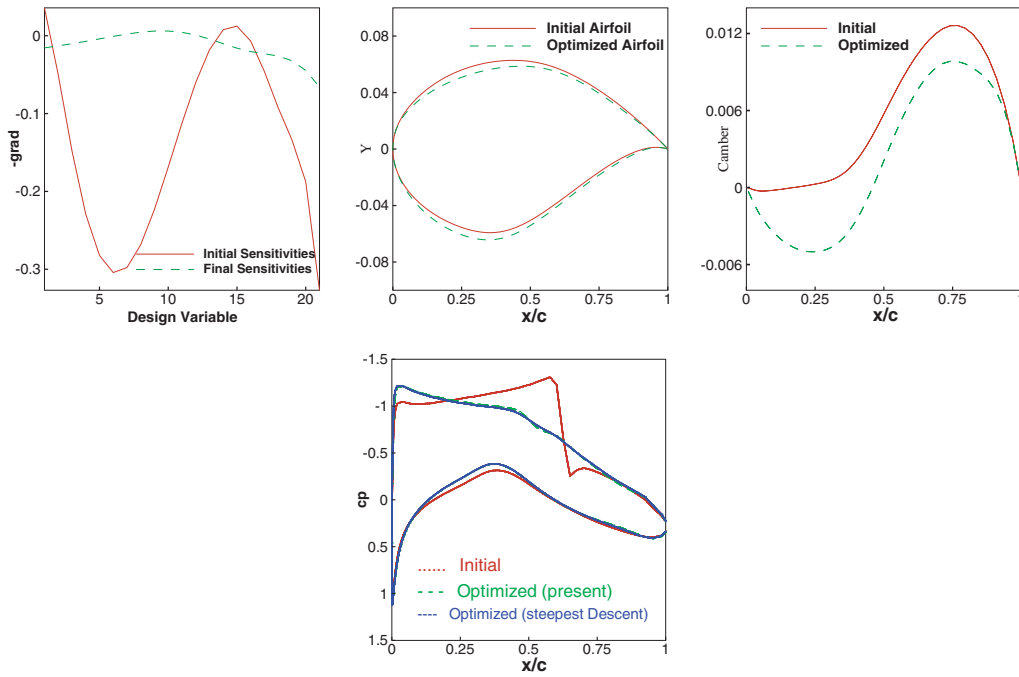 0
-0.1
-0.2
-0.3
-grad
Initial Sensitivities
Final Sensitivities
5
10
15
20
Design Variable
0.08
0.04
0
-0.04
-0.08
Y
Initial Airfoil
Optimized Airfoil
0
0.25
0.5
0.75
1
x/c
0.012
0.006
0
-0.006
Camber
Initial
Optimized
0
0.25
0.5
0.75
1
x/c
-1.5
-1
-0.5
0
0.5
1
1.5
cp
Initial
Optimized (present)
Optimized (steepest Descent)
0
0.25
0.5
0.75
1
x/c